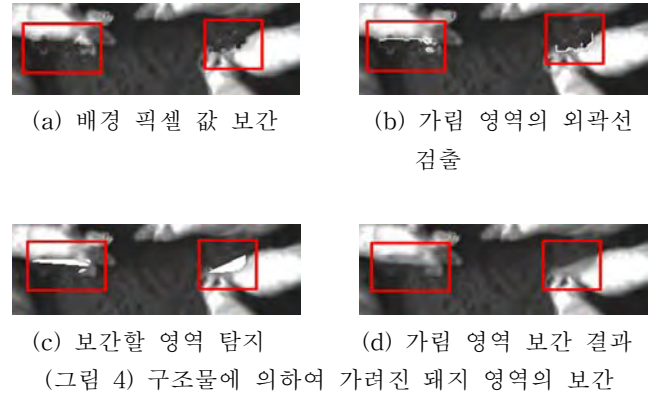 (a) 배경 픽셀 값 보간
(b) 가림 영역의 외곽선
검출
(c) 보간할 영역 탐지
(d) 가림 영역 보간 결과
(그림 4) 구조물에 의하여 가려진 돼지 영역의 보간